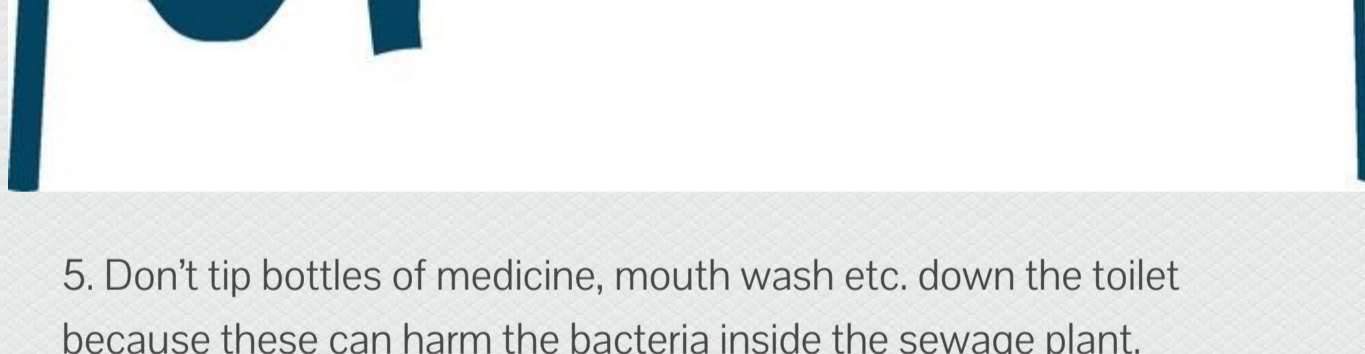 5. Don't tip bottles of medicine, mouth wash etc. down the toilet
because these can harm the bacteria inside the sewage plant.